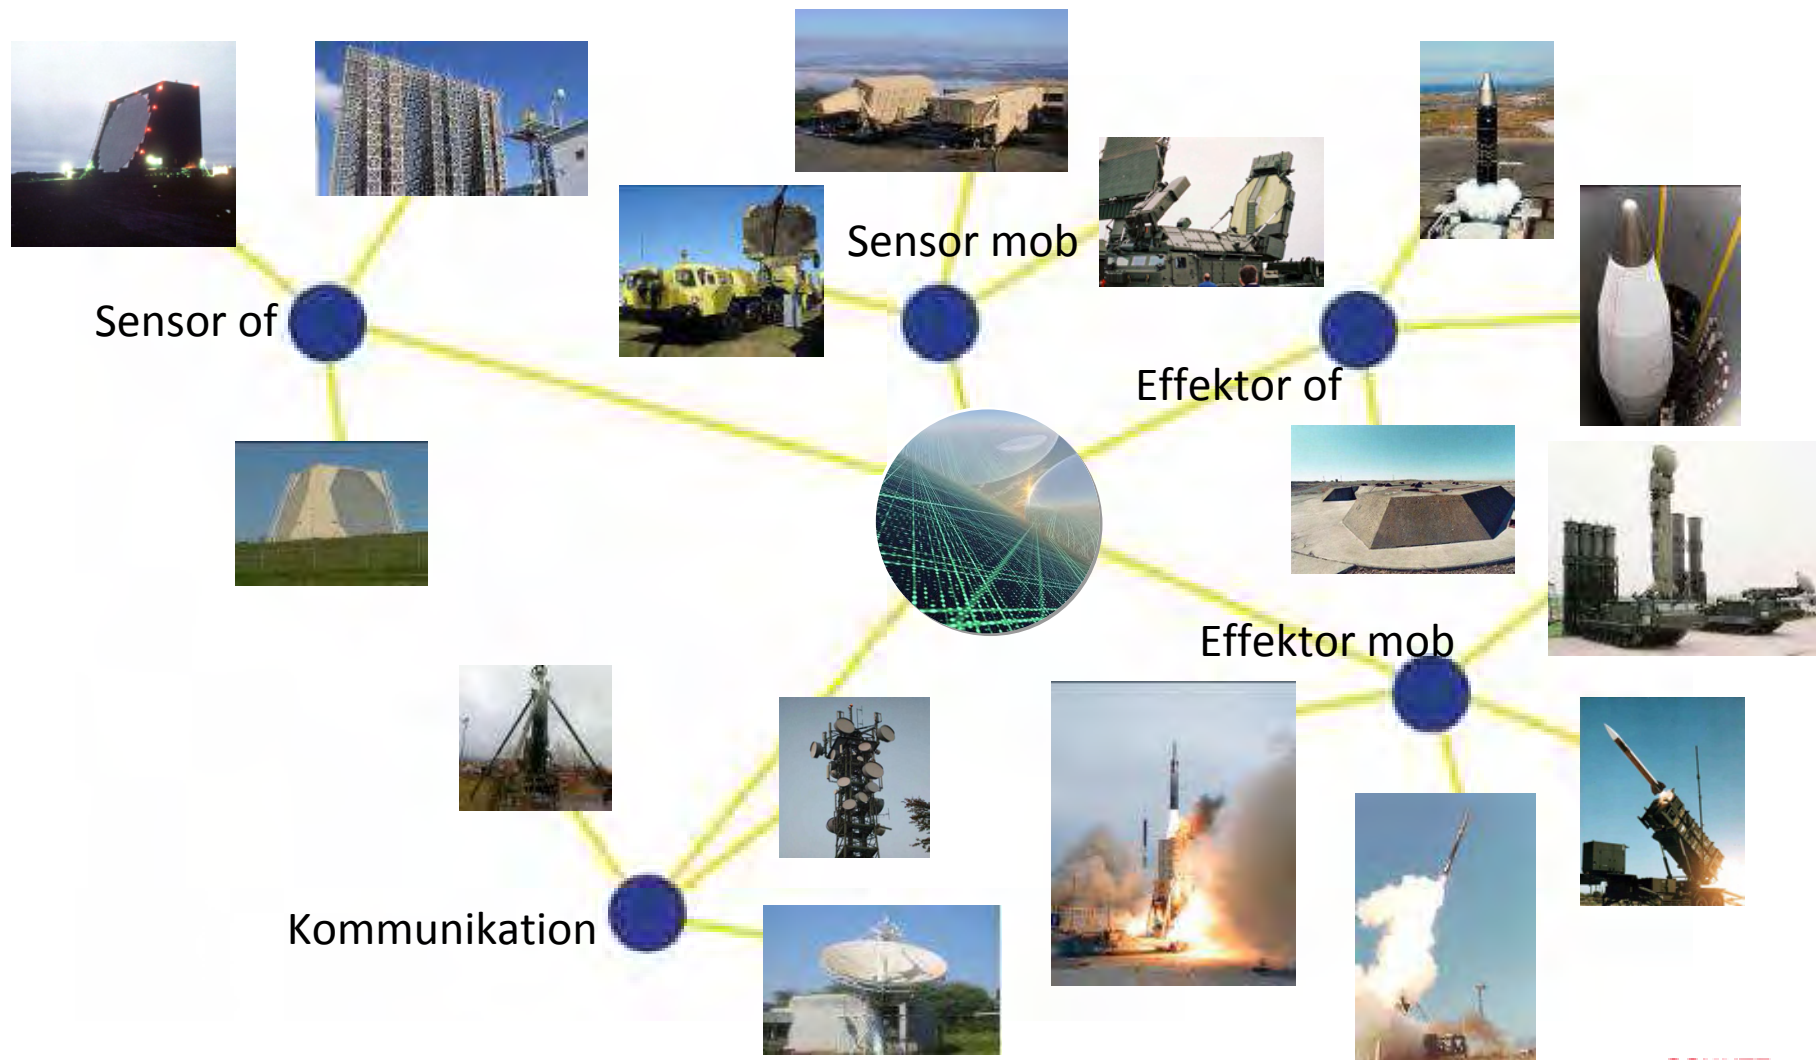 Sensor mob
Sensor of
Effektor of
Effektor mob
Kommunikation